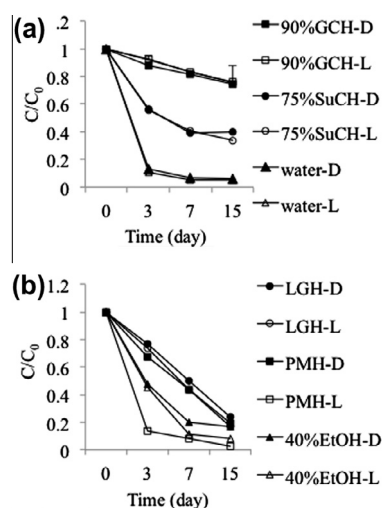 (a)
.2
1
0.8
0.6
0.4
0.2
0
C/C0
0 3 7 15
Time (day)
90%GCH-D
90%GCH-L
75%SuCH-D
75%SuCH-L
water-D
water-L
(b)
1.2
1
0.8
0.6
0.4
0.2
0
C/C0
0 3 7 15
Time (day)
LGH-D
LGH-L
PMH-D
PMH-L
40%EtOH-D
40%EtOH-L